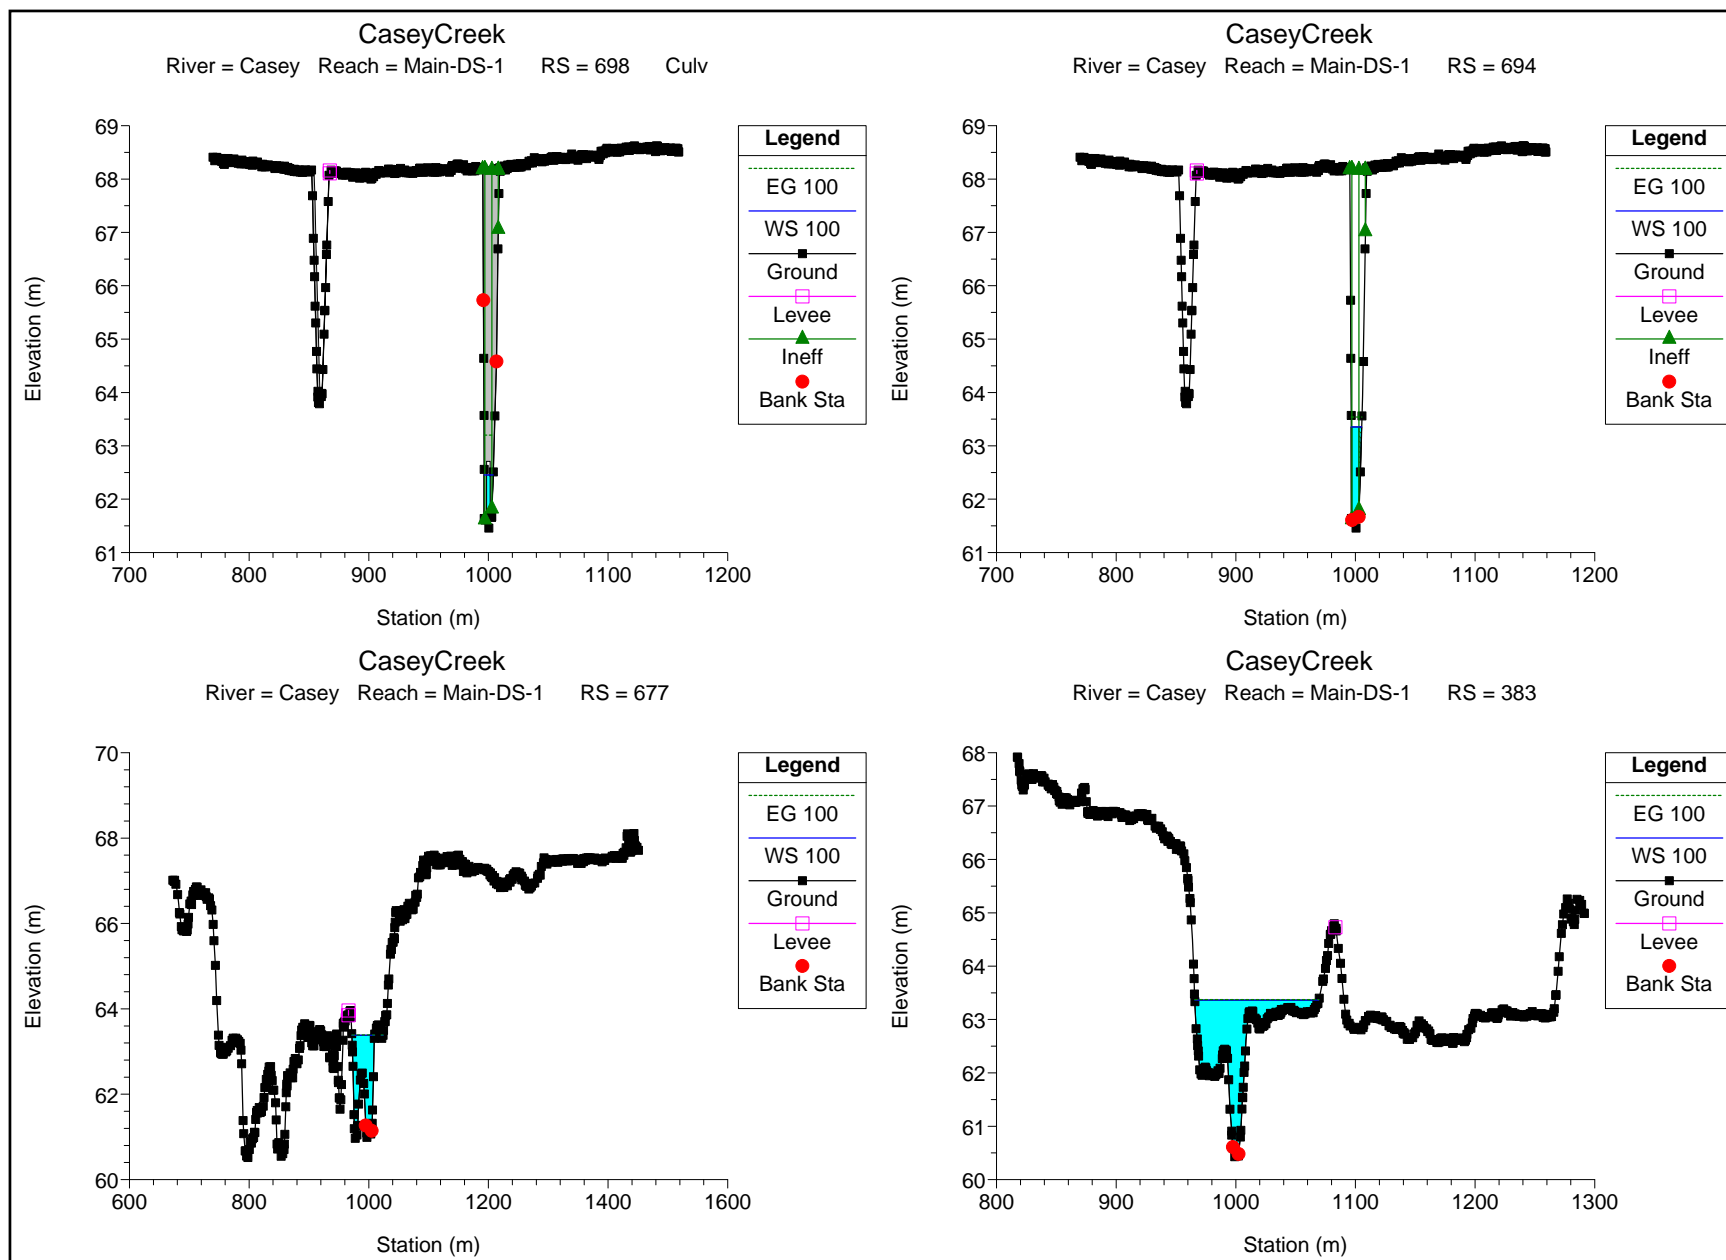 CaseyCreek
River = Casey Reach = Main-DS-1 RS = 698 Culv
69
68
67
66
65
64
63
62
61
700 800 900 1000 1100 1200
Elevation (m)
Station (m)
Legend
EG 100
WS 100
Ground
Levee
Ineff
Bank Sta
CaseyCreek
River = Casey Reach = Main-DS-1 RS = 694
69
68
67
66
65
64
63
62
61
700 800 900 1000 1100 1200
Elevation (m)
Station (m)
Legend
EG 100
WS 100
Ground
Levee
Ineff
Bank Sta
CaseyCreek
River = Casey Reach = Main-DS-1 RS = 677
70
68
66
64
62
60
600 800 1000 1200 1400 1600
Elevation (m)
Station (m)
Legend
EG 100
WS 100
Ground
Levee
Bank Sta
CaseyCreek
River = Casey Reach = Main-DS-1 RS = 383
68
67
66
65
64
63
62
61
60
800 900 1000 1100 1200 1300
Elevation (m)
Station (m)
Legend
EG 100
WS 100
Ground
Levee
Bank Sta